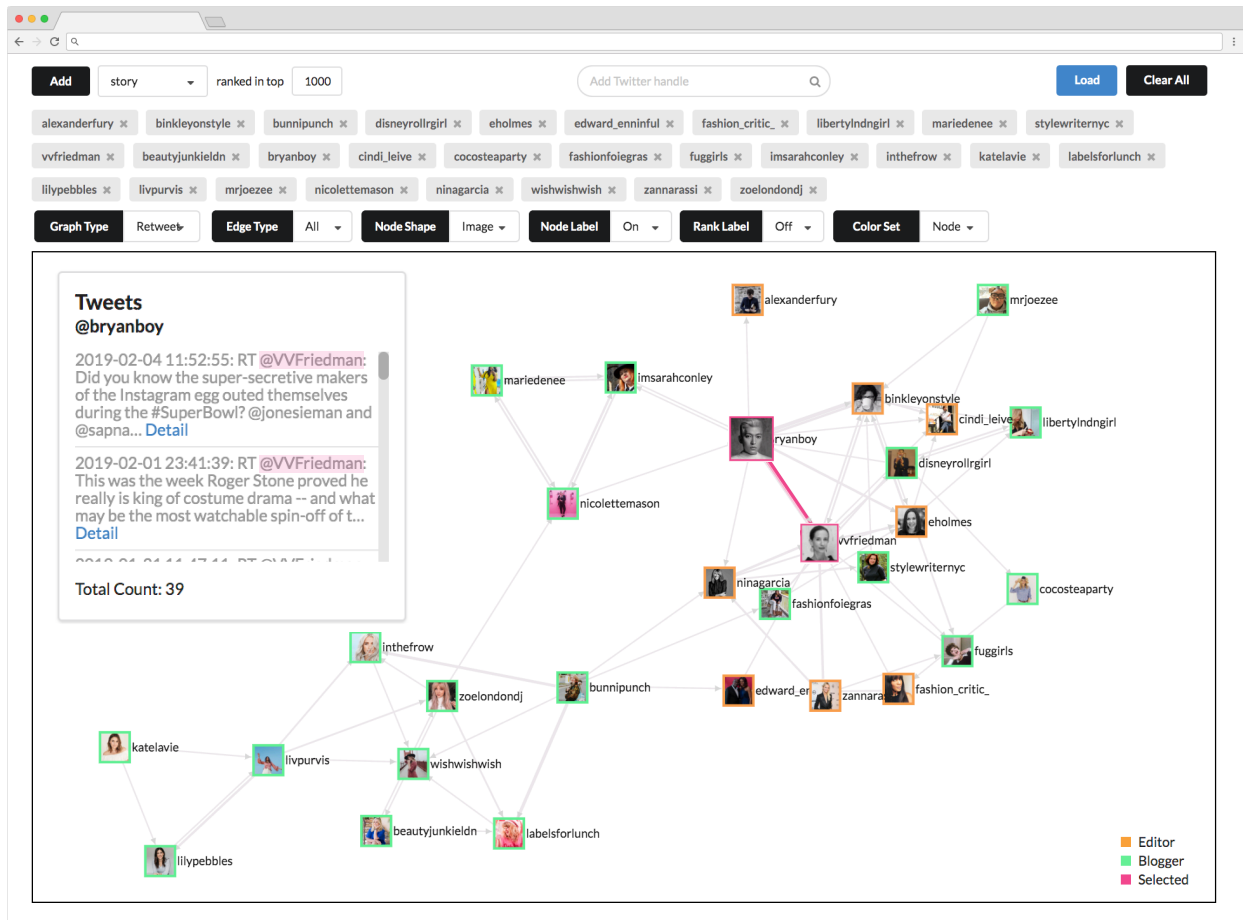 Add story ranked in top 1000 Add Twitter handle Load Clear All
alexanderfury binkleyonstyle bunnipunch disneyrollrgirl eholmes edward_enninful fashion_critic_ libertylndngirl mariedenee stylewriternyc
vvfriedman beautyjunkieldn bryanboy cindi_leive cocosteaparty fashionfoiegras fuggirls imsarahconley inthefrow katelavie labelsforlunch
lilypebbles livpurvis mrjoezee nicolettemason ninagarcia wishwishwish zannarassi zoelondondj
Graph Type Retweet Edge Type All Node Shape Image Node Label On Rank Label Off Color Set Node
Tweets
@bryanboy
2019-02-04 11:52:55: RT @VVFriedman:
Did you know the super-secretive makers
of the Instagram egg outed themselves
during the #SuperBowl? @jonesieman and
@sapna... Detail
2019-02-01 23:41:39: RT @VVFriedman:
This was the week Roger Stone proved he
really is king of costume drama -- and what
may be the most watchable spin-off of t...
Detail
Total Count: 39
alexanderfury
mrjoezee
mariedenee
imsarahconley
binkleyonstyle
cindi_leive
libertylndngirl
ryanboy
disneyrollrgirl
nicolettemason
eholmes
vvfriedman
stylewriternyc
ninagarcia
cocosteaparty
fashionfoiegras
inthefrow
fuggirls
zoelondondj
bunnipunch
edward_er
zannaras
fashion_critic_
katelavie
livpurvis
wishwishwish
beautyjunkieldn
labelsforlunch
lilypebbles
Editor
Blogger
Selected